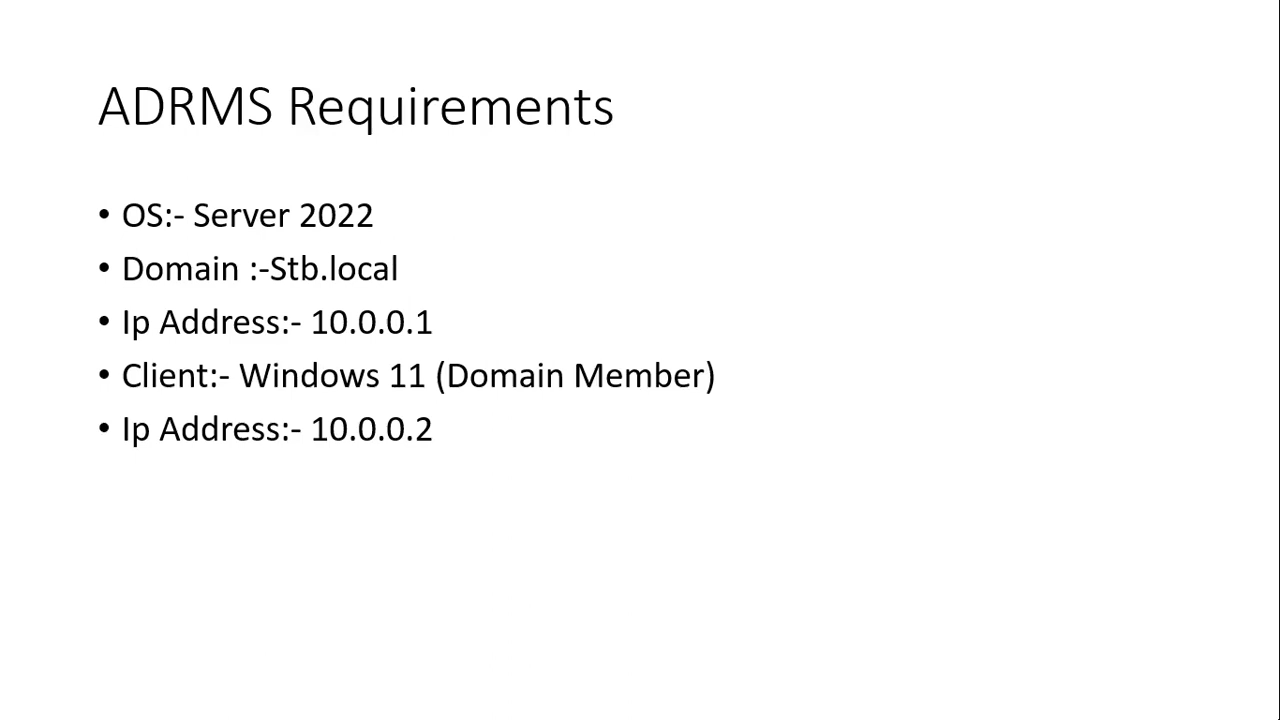 ADRMS Requirements
• OS:- Server 2022
• Domain :-Stb.local
• Ip Address:- 10.0.0.1
• Client:- Windows 11 (Domain Member)
• Ip Address:- 10.0.0.2